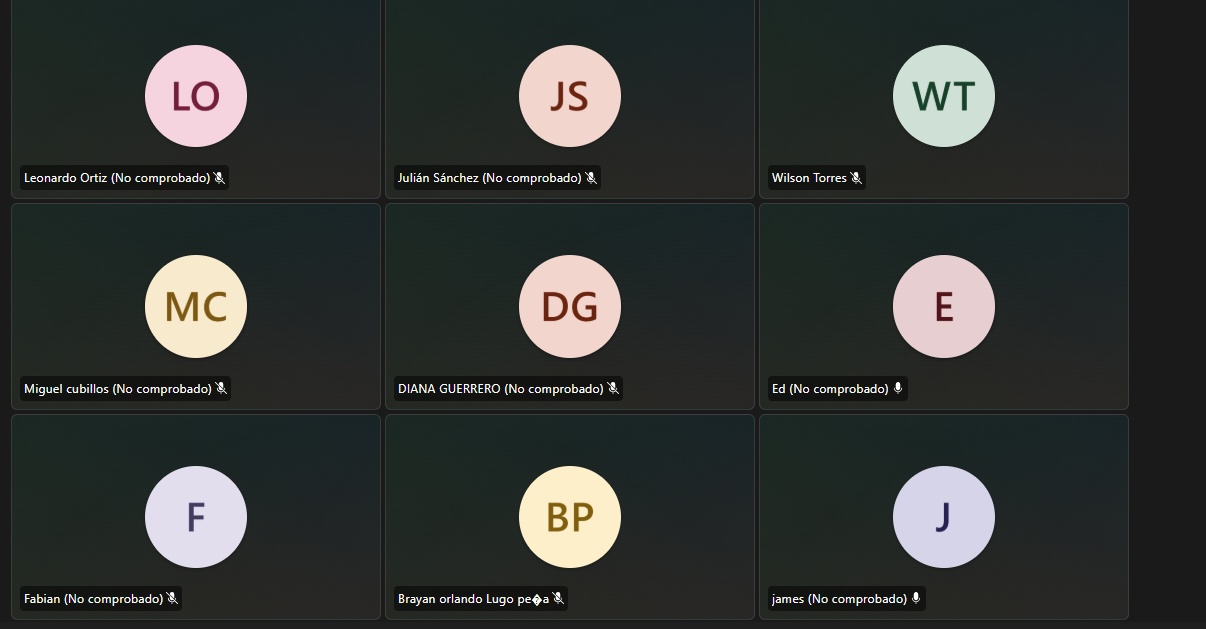 LO
JS
WT
Leonardo Ortiz (No comprobado)
Julián Sánchez (No comprobado)
Wilson Torres
MC
DG
E
Miguel cubillos (No comprobado)
DIANA GUERRERO (No comprobado)
Ed (No comprobado)
F
BP
J
Fabian (No comprobado)
Brayan orlando Lugo pe�a
james (No comprobado)